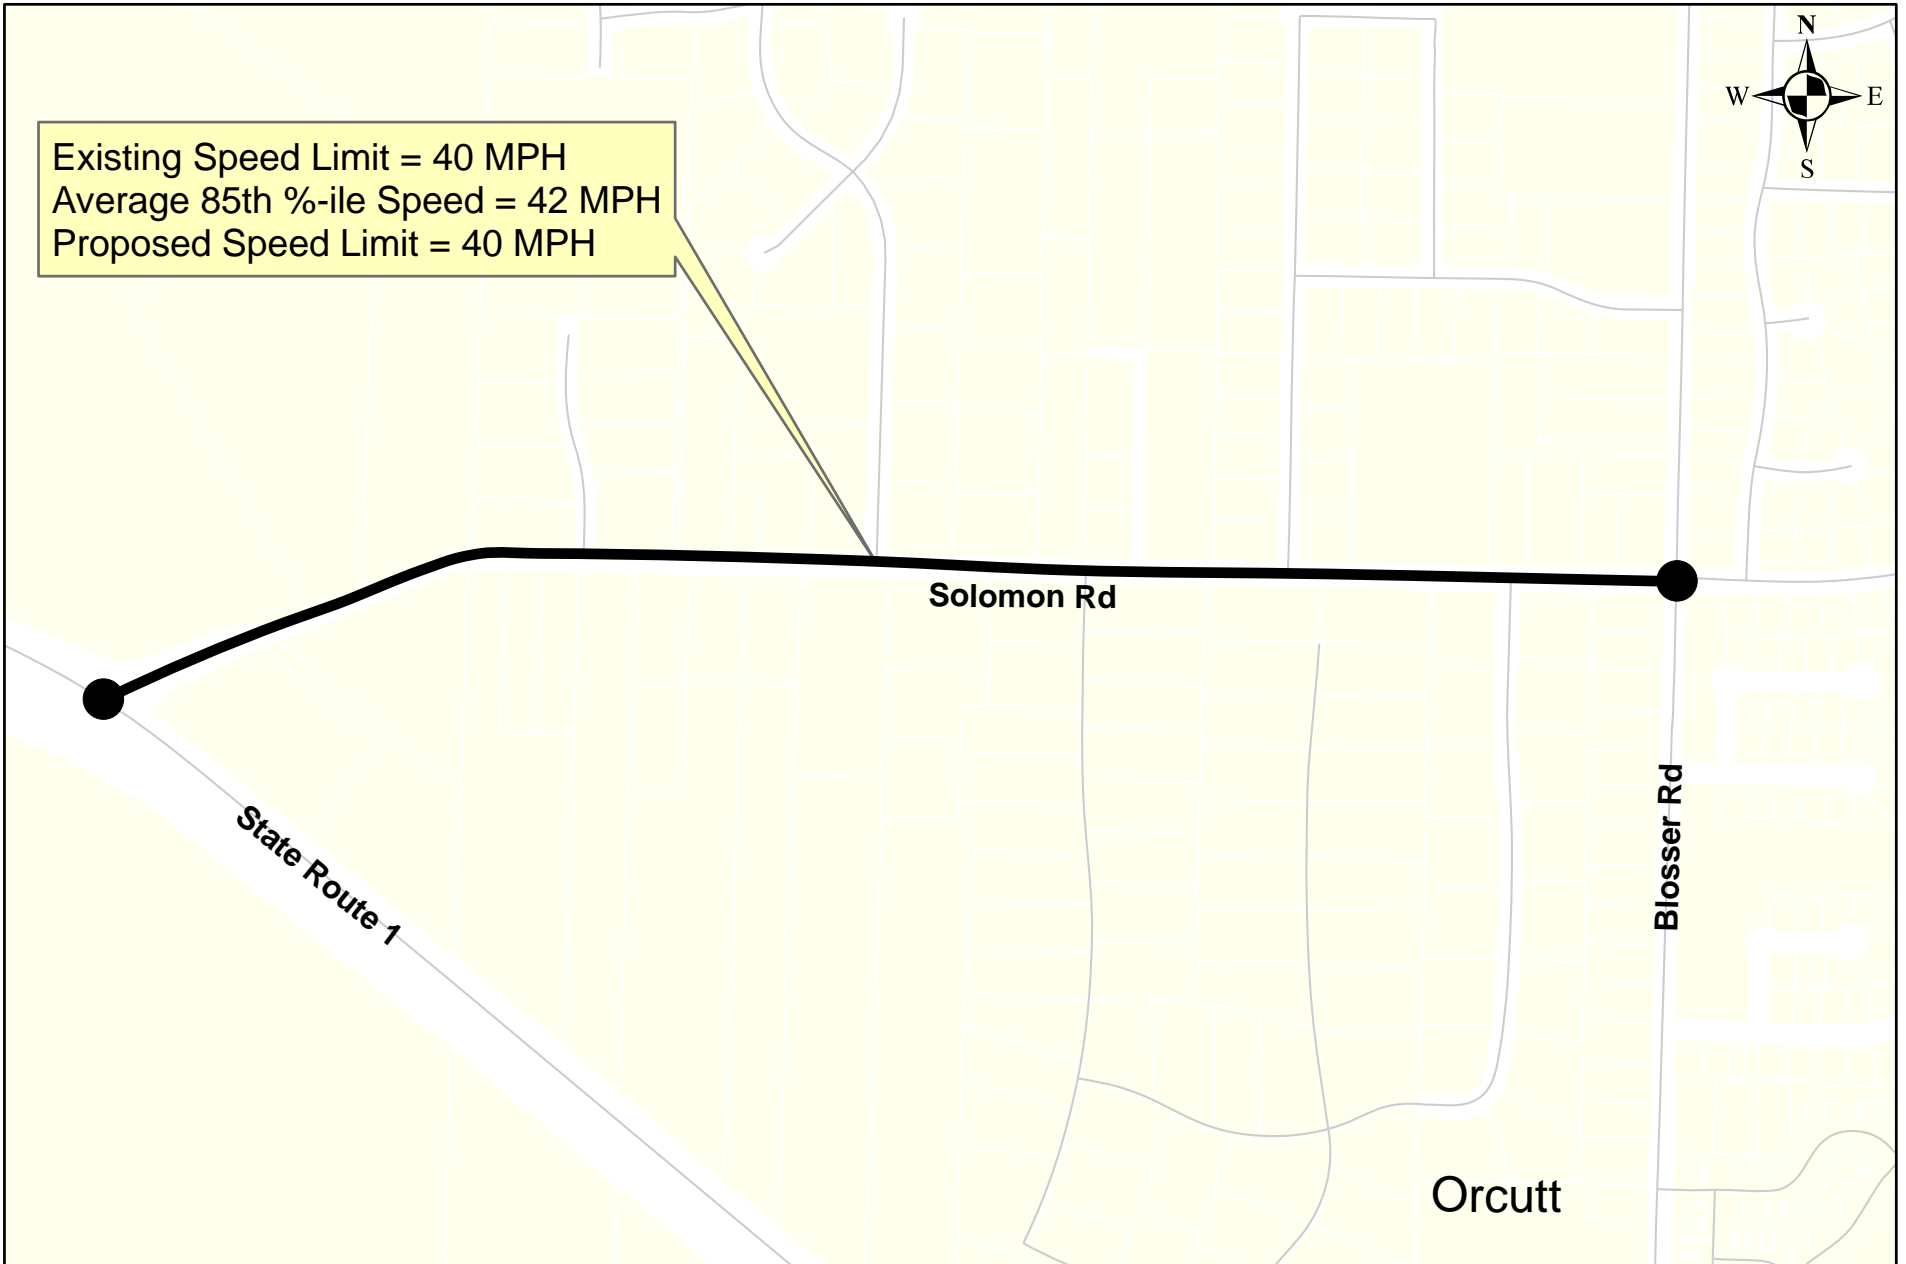 N
W E
S
Existing Speed Limit = 40 MPH
Average 85th %-ile Speed = 42 MPH
Proposed Speed Limit = 40 MPH
Solomon Rd
State Route 1
Blosser Rd
Orcutt